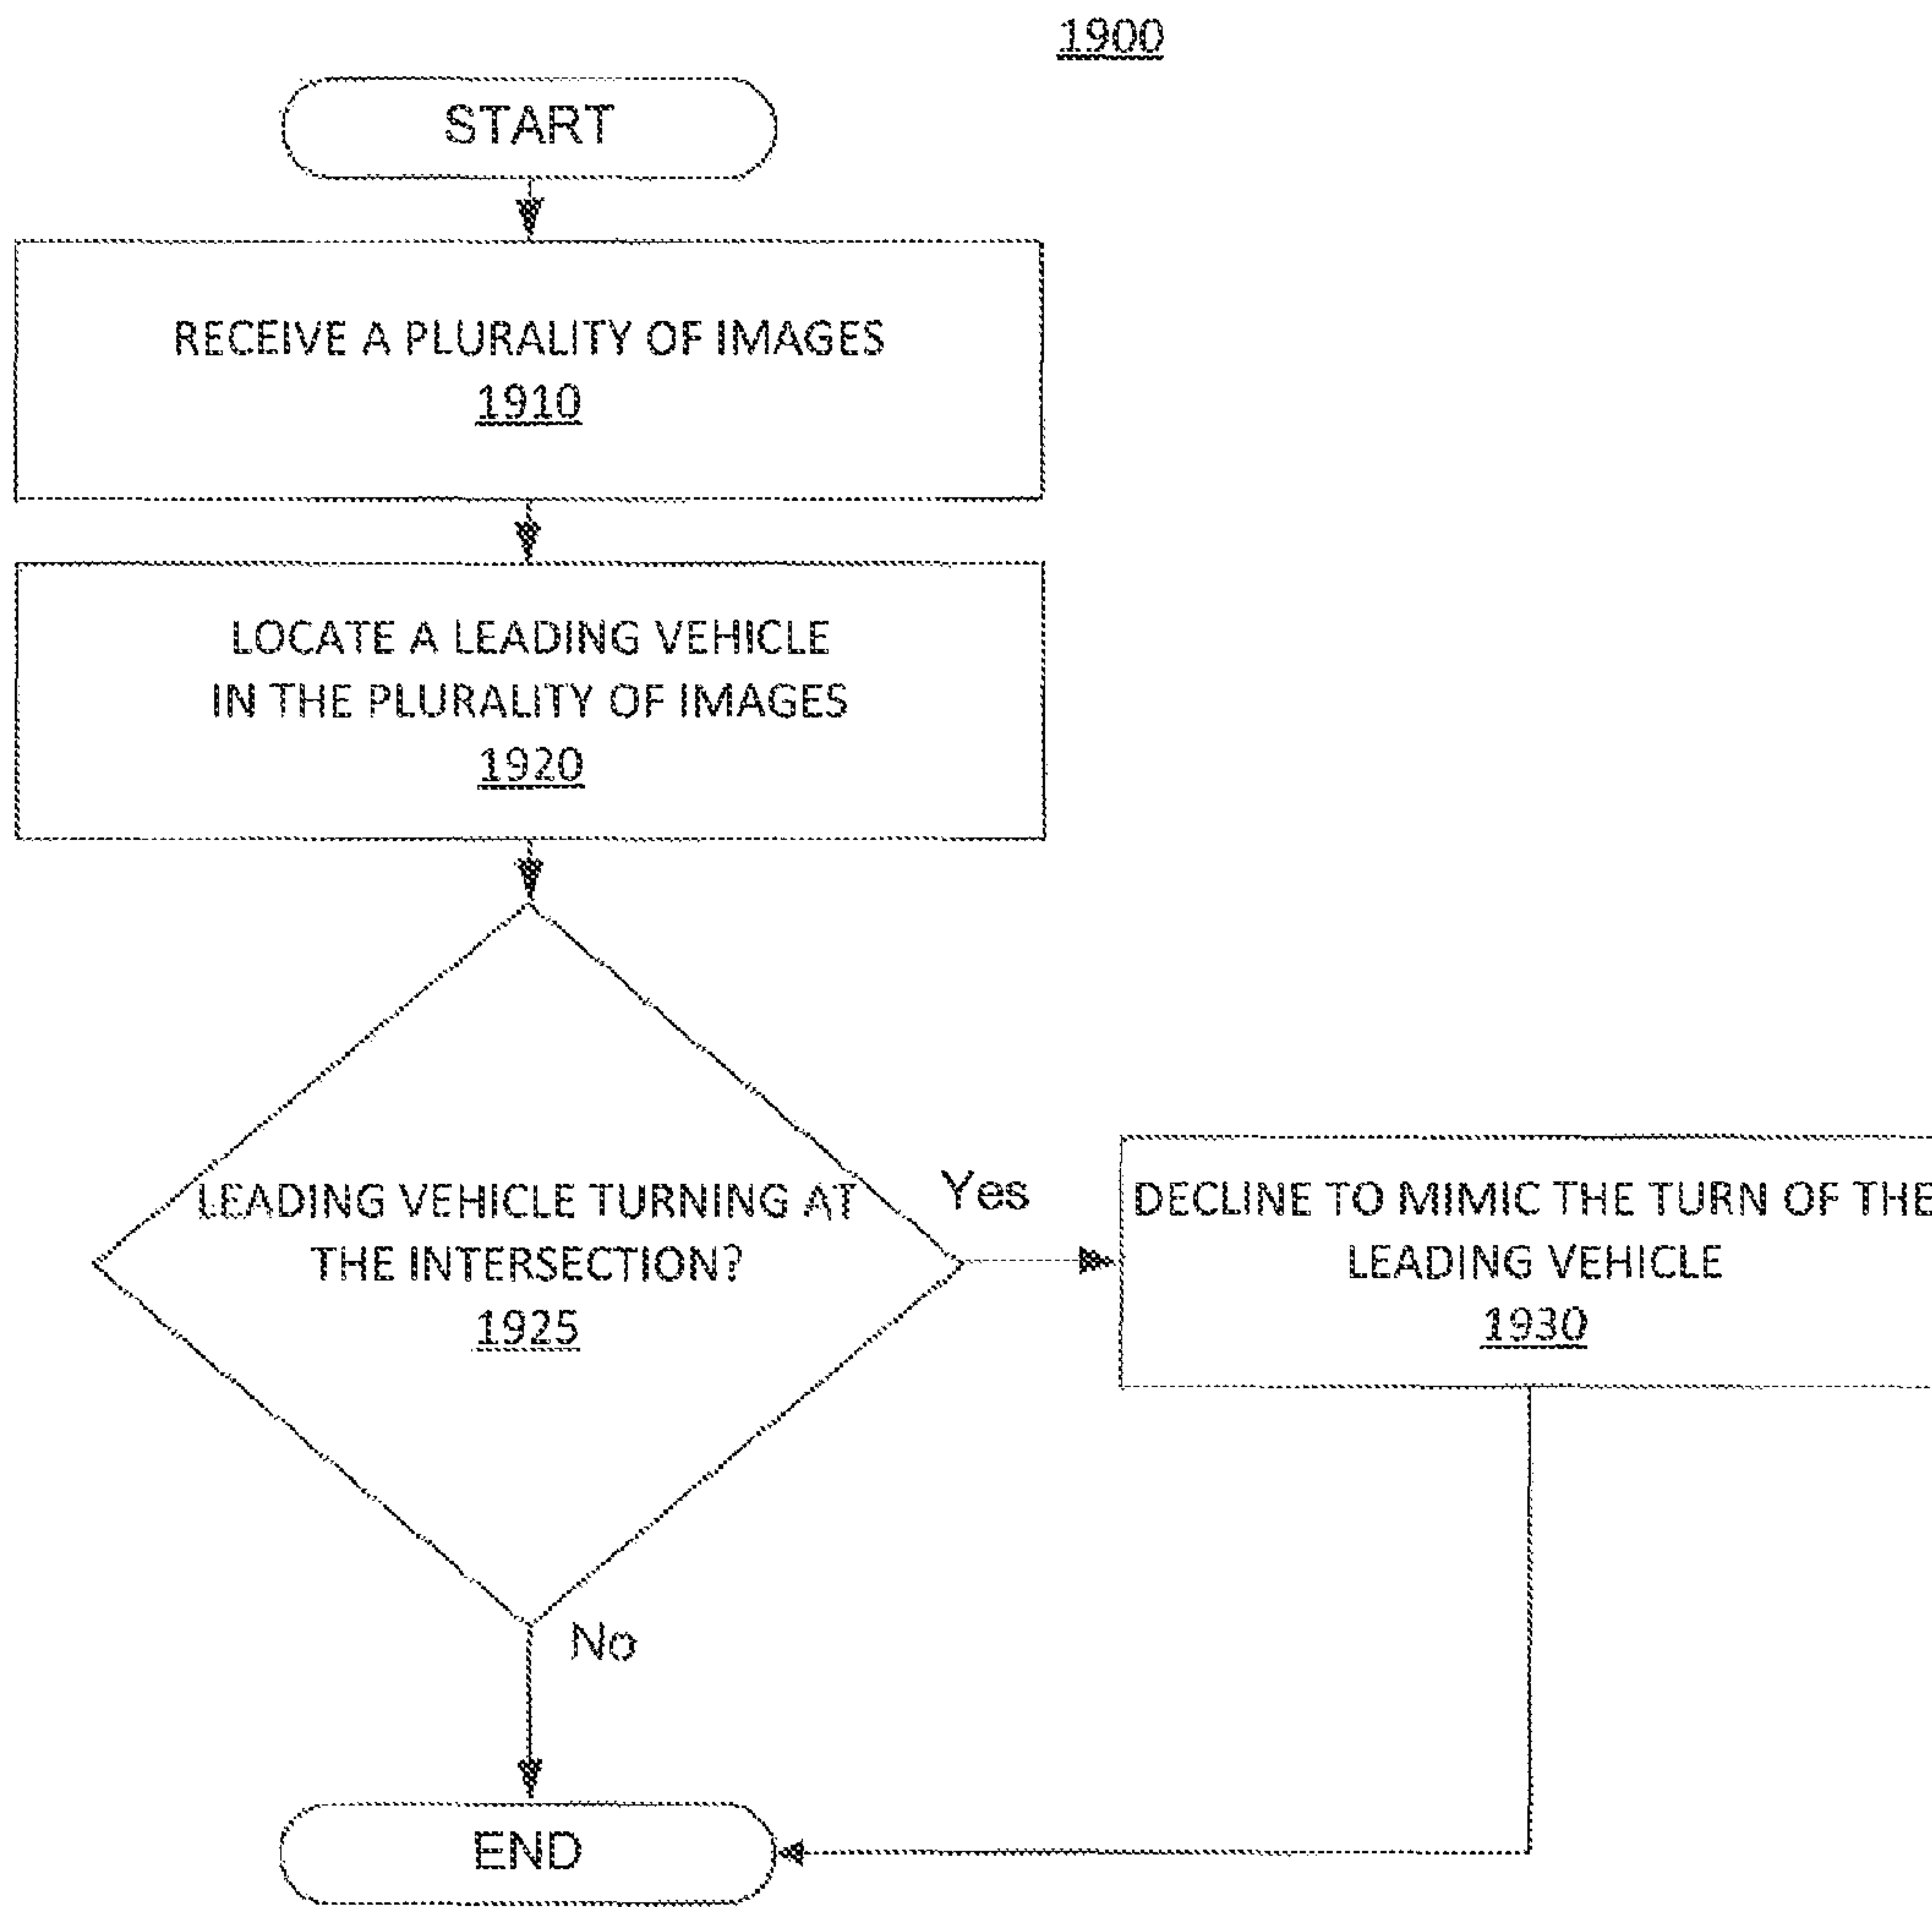 1900
START
RECEIVE A PLURALITY OF IMAGES
1910
LOCATE A LEADING VEHICLE
IN THE PLURALITY OF IMAGES
1920
LEADING VEHICLE TURNING AT
THE INTERSECTION?
1925
Yes
DECLINE TO MIMIC THE TURN OF THE
LEADING VEHICLE
1930
No
END